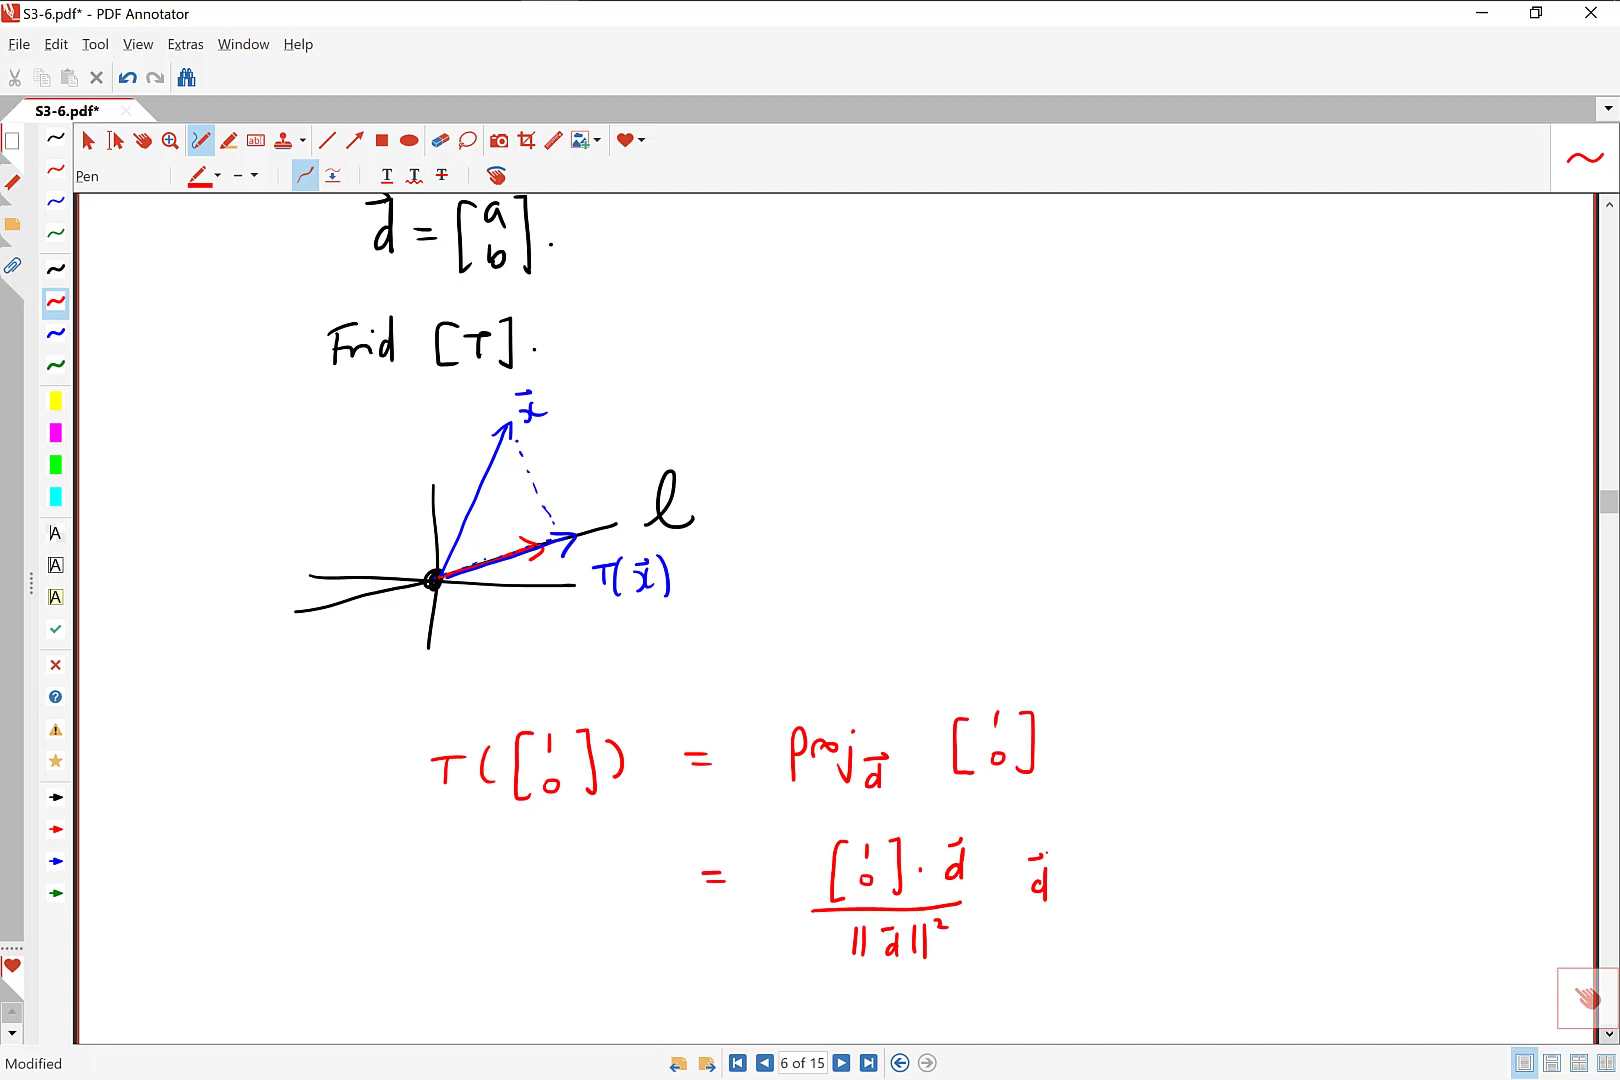 S3-6.pdf* - PDF Annotator
File Edit Tool View Extras Window Help
S3-6.pdf*
Pen
T T T
A
A
A
d⃗ = [a b].
Find [T].
x⃗
l
T(x⃗)
T([1 0]) = Proj_d⃗ [1 0]
= [1 0] · d⃗ / ||d⃗||² d⃗
Modified
6 of 15